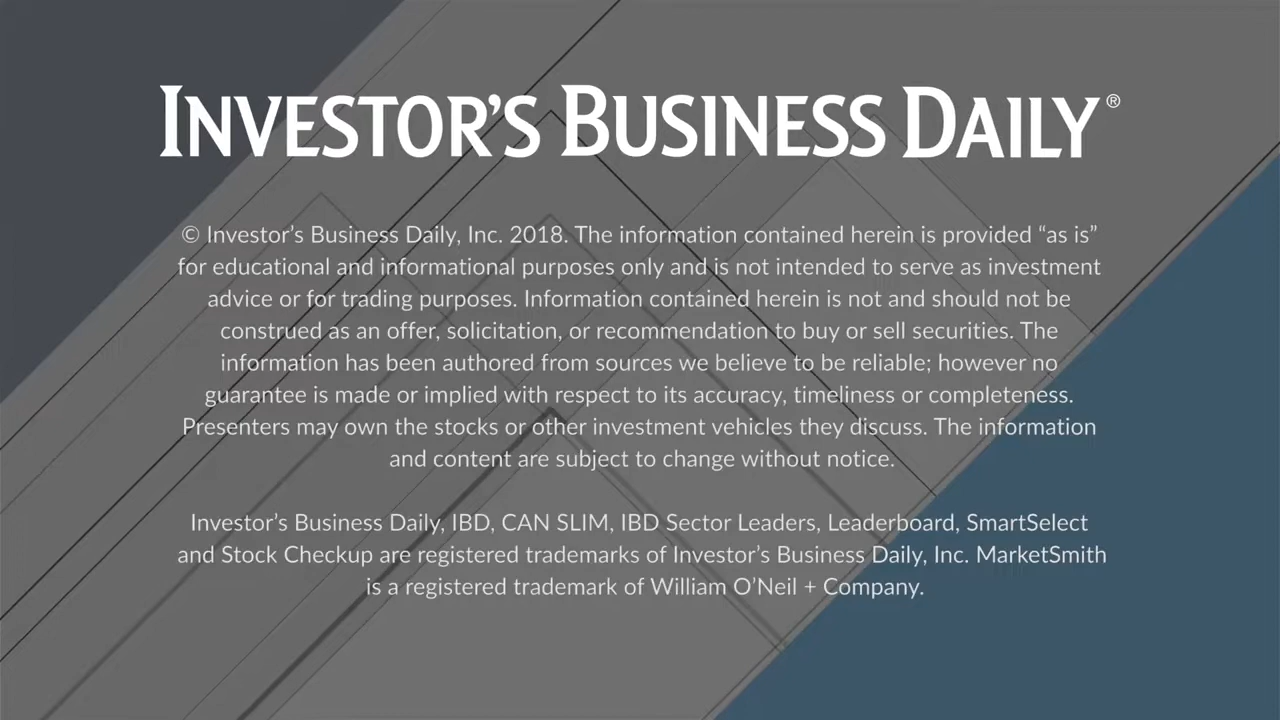 INVESTOR'S BUSINESS DAILY®
© Investor's Business Daily, Inc. 2018. The information contained herein is provided “as is”
for educational and informational purposes only and is not intended to serve as investment
advice or for trading purposes. Information contained herein is not and should not be
construed as an offer, solicitation, or recommendation to buy or sell securities. The
information has been authored from sources we believe to be reliable; however no
guarantee is made or implied with respect to its accuracy, timeliness or completeness.
Presenters may own the stocks or other investment vehicles they discuss. The information
and content are subject to change without notice.
Investor's Business Daily, IBD, CAN SLIM, IBD Sector Leaders, Leaderboard, SmartSelect
and Stock Checkup are registered trademarks of Investor's Business Daily, Inc. MarketSmith
is a registered trademark of William O'Neil + Company.